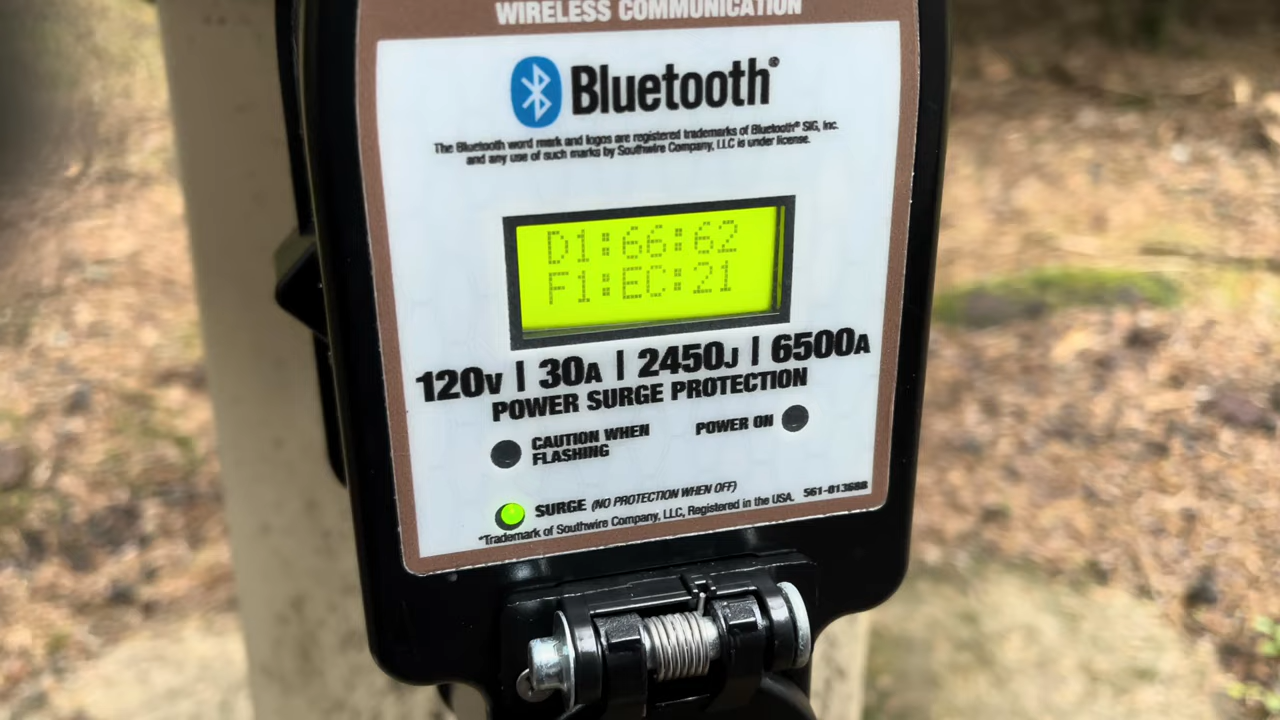 WIRELESS COMMUNICATION
Bluetooth®
The Bluetooth word mark and logos are registered trademarks of Bluetooth® SIG, Inc.
and any use of such marks by Southwire Company, LLC is under license.
D1:66:62
F1:EC:21
120V | 30A | 2450J | 6500A
POWER SURGE PROTECTION
CAUTION WHEN
FLASHING
POWER ON
SURGE (NO PROTECTION WHEN OFF)
*Trademark of Southwire Company, LLC, Registered in the USA. 561-01368B